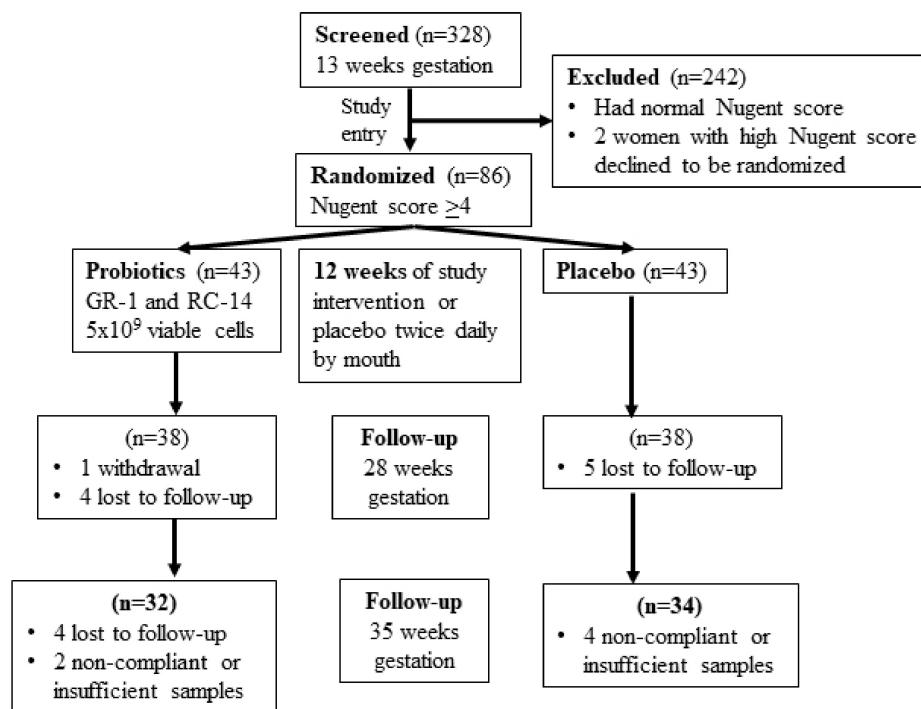 Screened (n=328)
13 weeks gestation
Study
entry
Excluded (n=242)
• Had normal Nugent score
• 2 women with high Nugent score
declined to be randomized
Randomized (n=86)
Nugent score ≥4
Probiotics (n=43)
GR-1 and RC-14
5x10⁹ viable cells
12 weeks of study
intervention or
placebo twice daily
by mouth
Placebo (n=43)
(n=38)
• 1 withdrawal
• 4 lost to follow-up
Follow-up
28 weeks
gestation
(n=38)
• 5 lost to follow-up
(n=32)
• 4 lost to follow-up
• 2 non-compliant or
insufficient samples
Follow-up
35 weeks
gestation
(n=34)
• 4 non-compliant or
insufficient samples